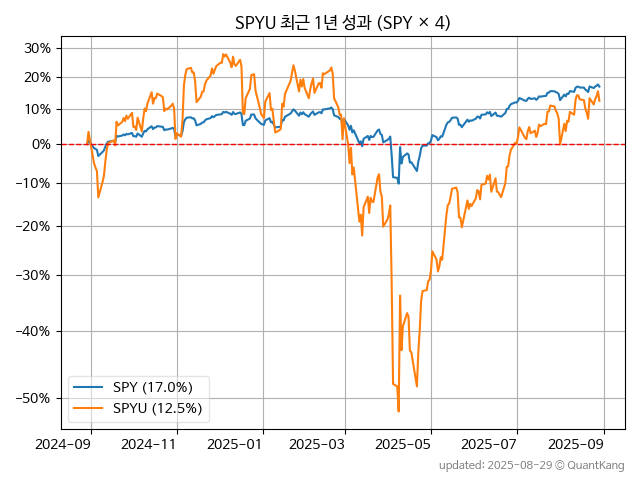 SPYU 최근 1년 성과 (SPY × 4)
30%
20%
10%
0%
−10%
−20%
−30%
−40%
−50%
SPY (17.0%)
SPYU (12.5%)
2024-09 2024-11 2025-01 2025-03 2025-05 2025-07 2025-09
updated: 2025-08-29 © QuantKang